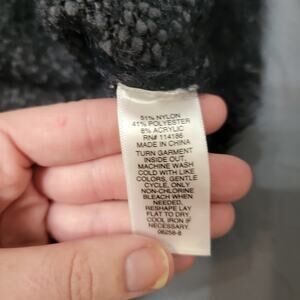 51% NYLON
41% POLYESTER
8% ACRYLIC
RN# 114186
MADE IN CHINA
TURN GARMENT
INSIDE OUT,
MACHINE WASH
COLD WITH LIKE
COLORS, GENTLE
CYCLE, ONLY
NON-CHLORINE
BLEACH WHEN
NEEDED,
RESHAPE LAY
FLAT TO DRY,
COOL IRON IF
NECESSARY.
06258-8